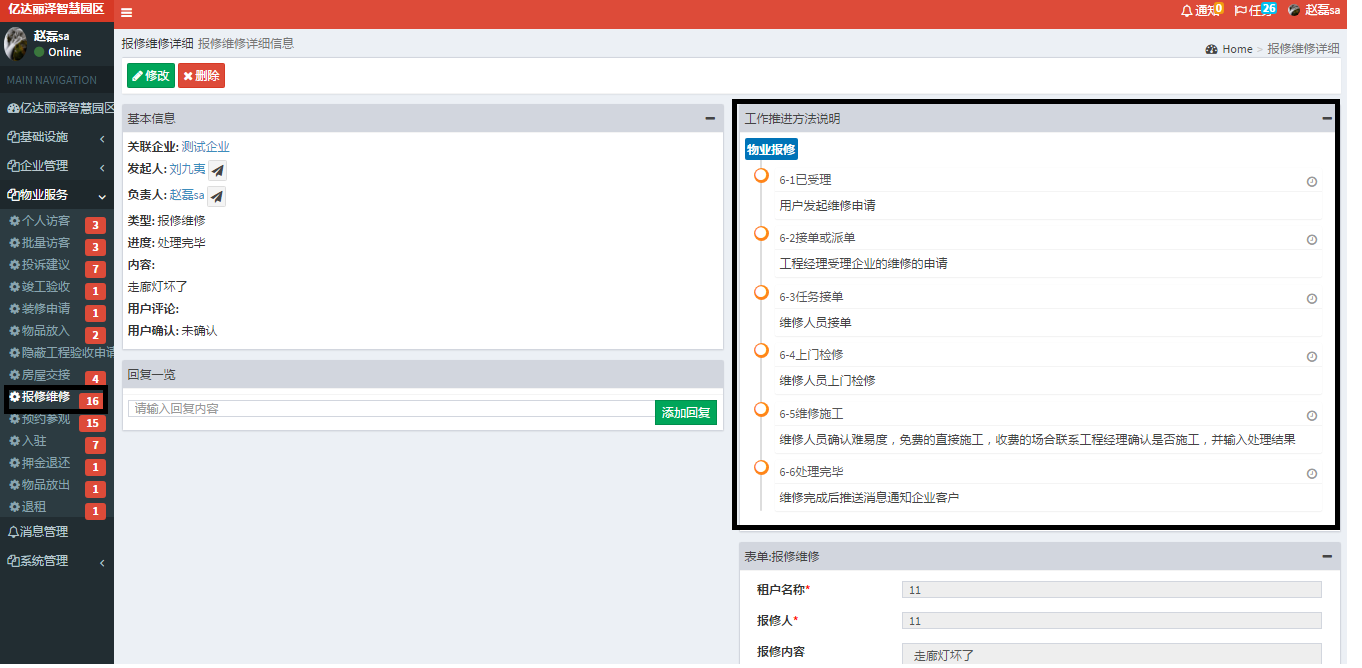 亿达丽泽智慧园区
通知 0
任务 26
赵磊sa
赵磊sa
Online
MAIN NAVIGATION
亿达丽泽智慧园区
基础设施
企业管理
物业服务
个人访客 3
批量访客 3
投诉建议 7
竣工验收 1
装修申请 1
物品放入 2
隐蔽工程验收申请
房屋交接 4
报修维修 16
预约参观 15
入驻 7
押金退还 1
物品放出 1
退租 1
消息管理
系统管理
报修维修详细 报修维修详细信息
Home > 报修维修详细
修改 删除
基本信息
关联企业: 测试企业
发起人: 刘九夷
负责人: 赵磊sa
类型: 报修维修
进度: 处理完毕
内容:
走廊灯坏了
用户评论:
用户确认: 未确认
回复一览
请输入回复内容 添加回复
工作推进方法说明
物业报修
6-1已受理
用户发起维修申请
6-2接单或派单
工程经理受理企业的维修的申请
6-3任务接单
维修人员接单
6-4上门检修
维修人员上门检修
6-5维修施工
维修人员确认难易度，免费的直接施工，收费的场合联系工程经理确认是否施工，并输入处理结果
6-6处理完毕
维修完成后推送消息通知企业客户
表单:报修维修
租户名称* 11
报修人* 11
报修内容 走廊灯坏了